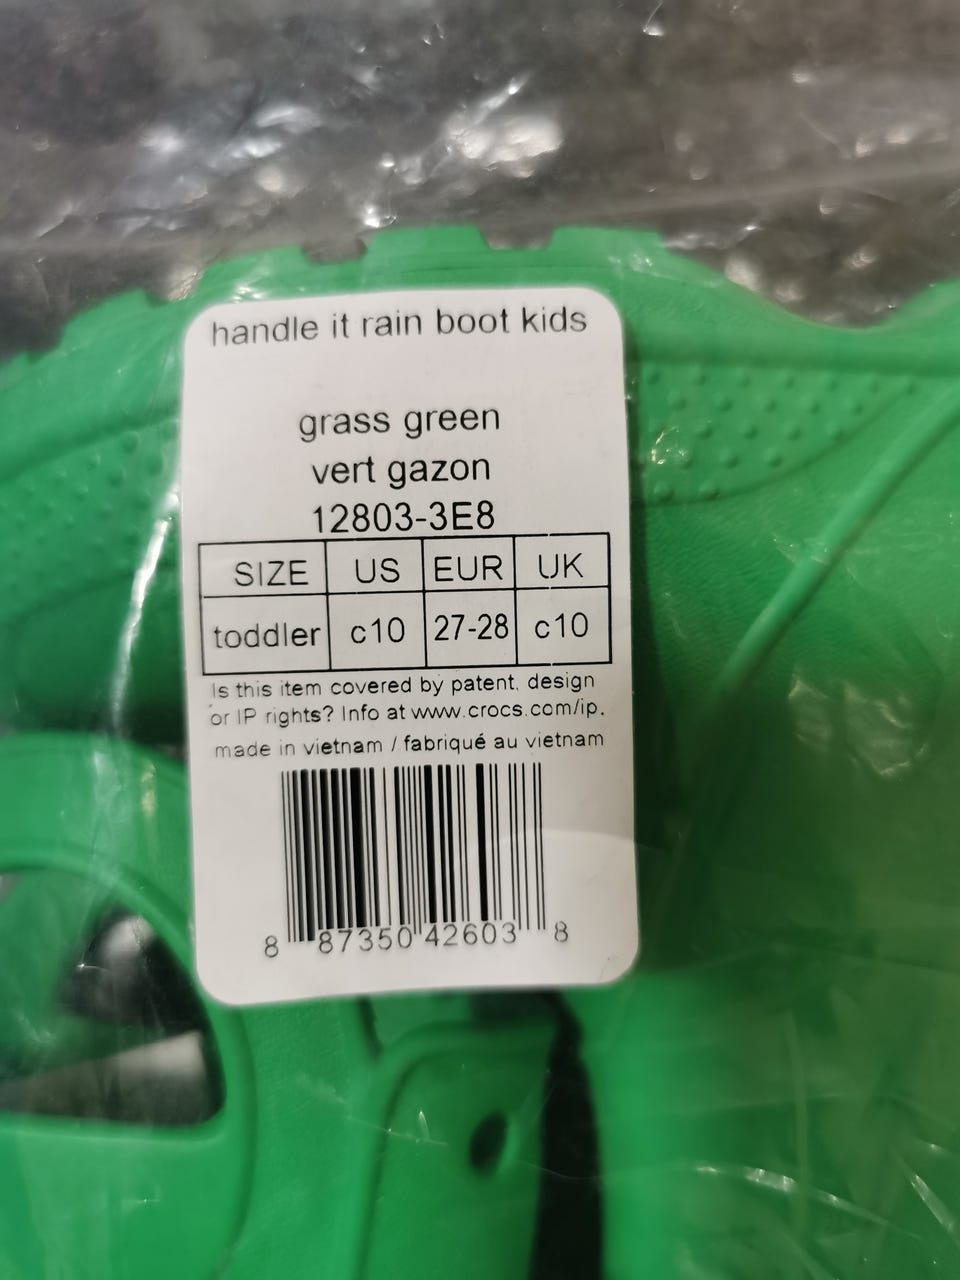 handle it rain boot kids
grass green
vert gazon
12803-3E8
SIZE US EUR UK
toddler c10 27-28 c10
Is this item covered by patent, design
or IP rights? Info at www.crocs.com/ip.
made in vietnam / fabriqué au vietnam
8 87350 42603 8